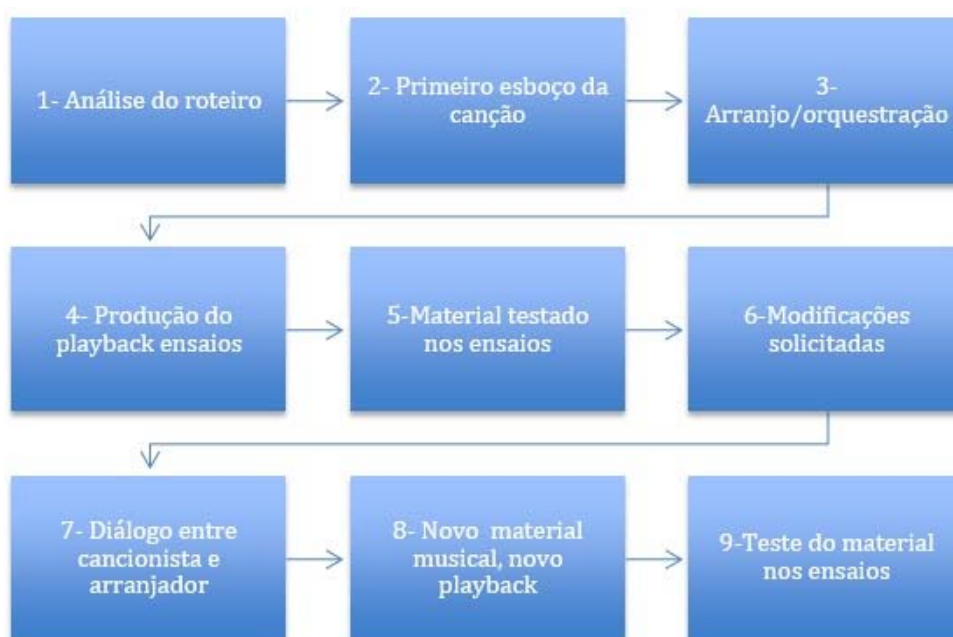 1- Análise do roteiro
2- Primeiro esboço da
canção
3-
Arranjo/orquestração
4- Produção do
playback ensaios
5-Material testado
nos ensaios
6-Modificações
solicitadas
7- Diálogo entre
cancionista e
arranjador
8- Novo  material
musical, novo
playback
9-Teste do material
nos ensaios